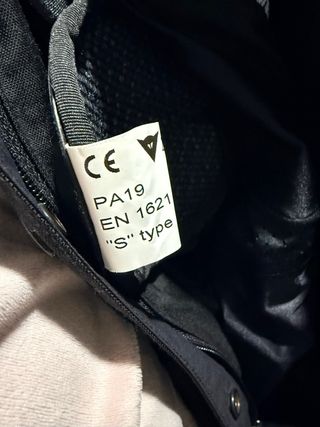 CE
PA19
EN 1621
"S" type